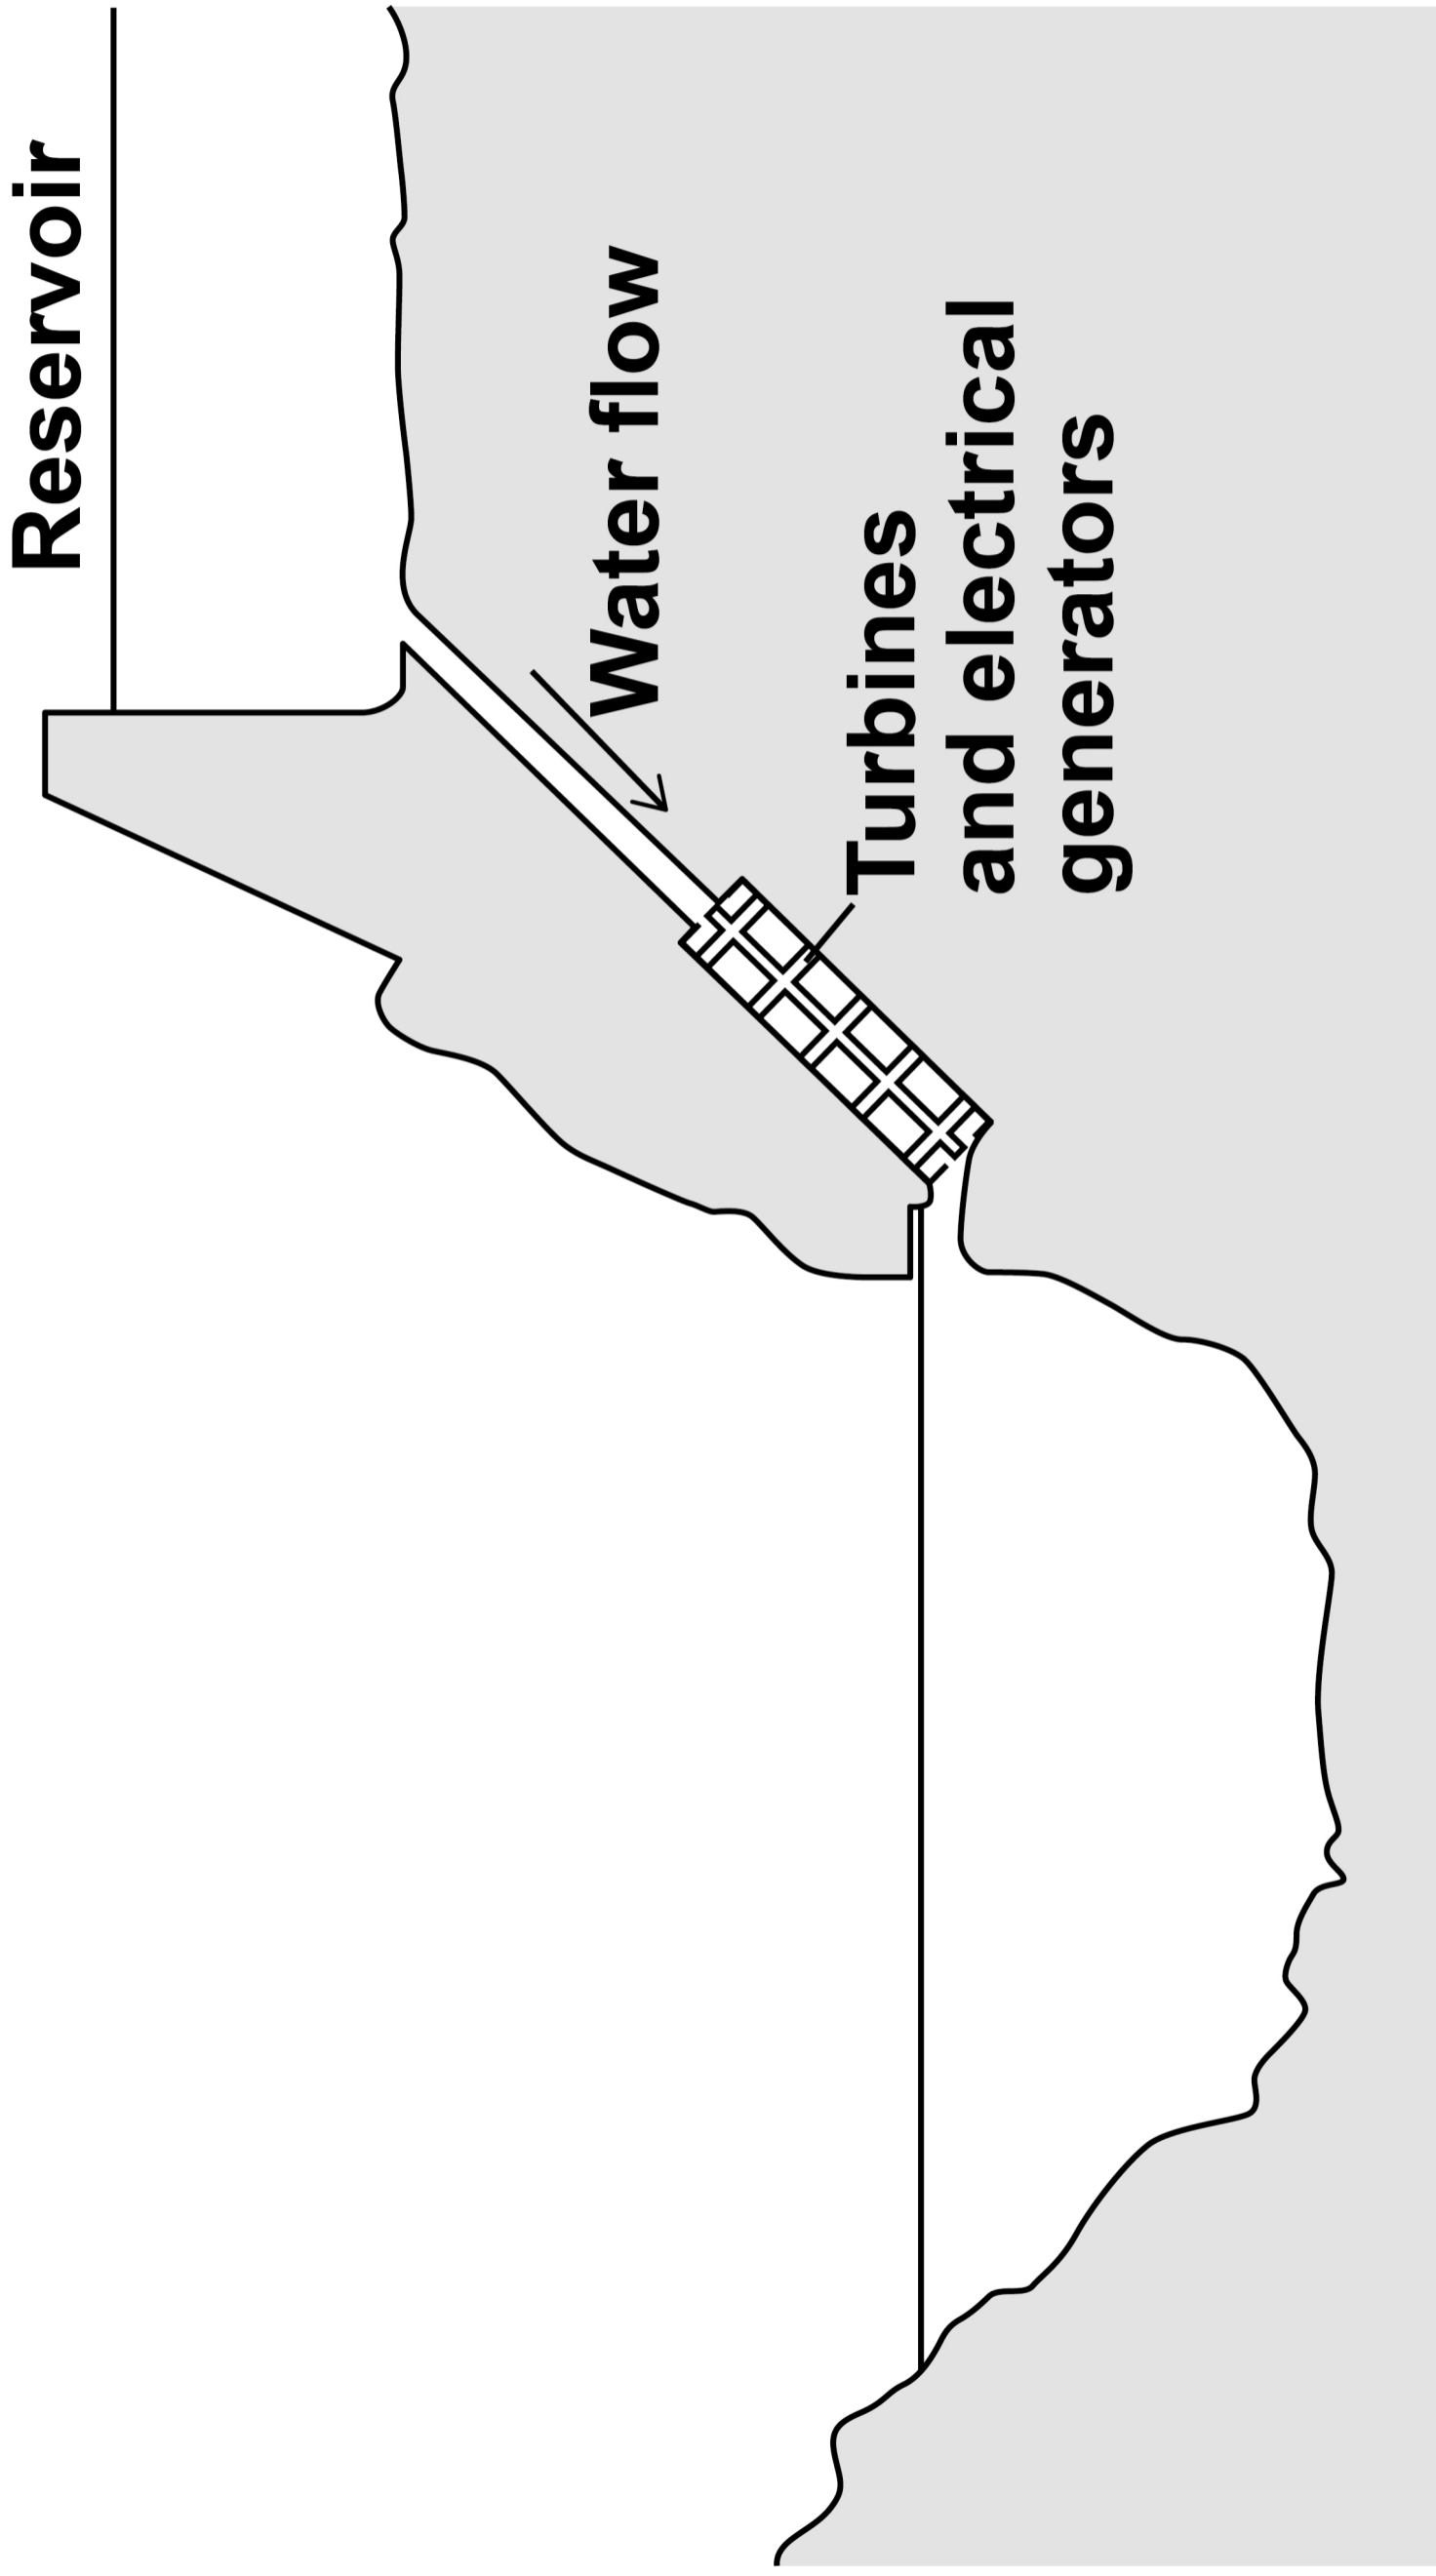 Reservoir
Water flow
Turbines
and electrical
generators